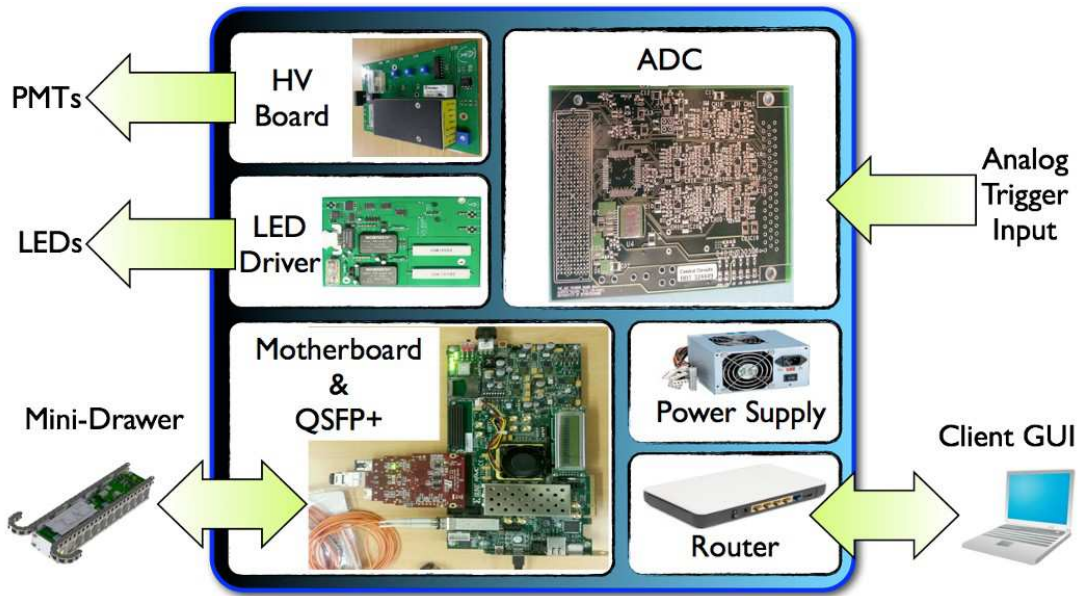 PMTs
HV
Board
ADC
Analog
Trigger
Input
LEDs
LED
Driver
U4
Motherboard
&
QSFP+
Mini-Drawer
Power Supply
Client GUI
Router